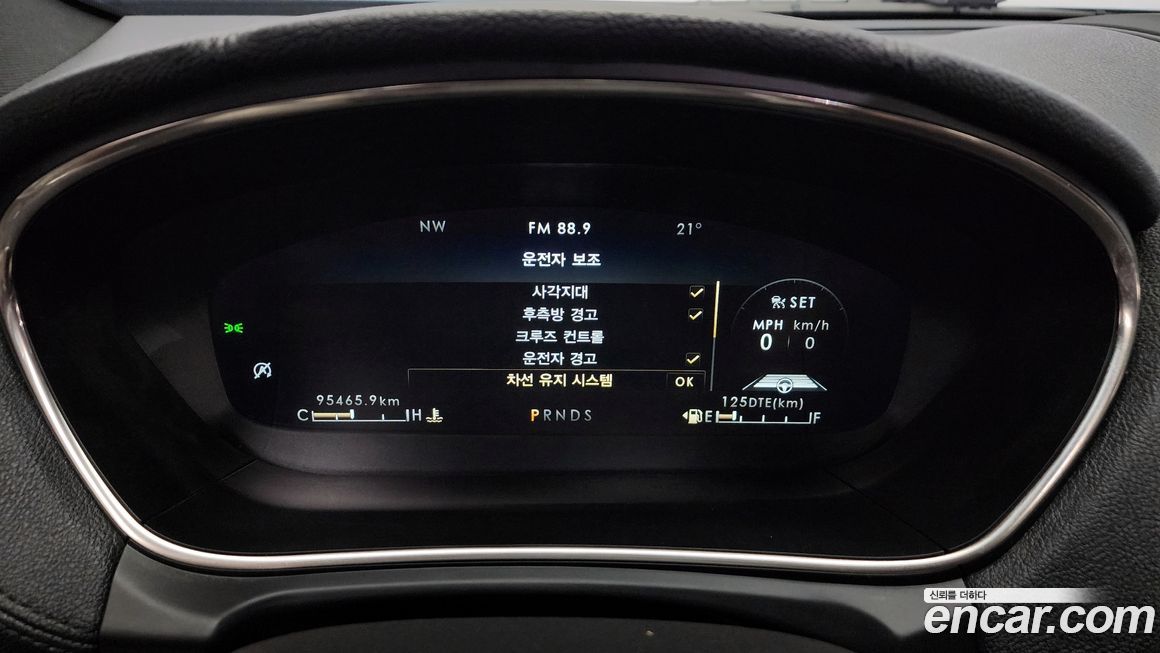 NW FM 88.9 21°
운전자 보조
사각지대
후측방 경고
크루즈 컨트롤
운전자 경고
차선 유지 시스템 OK
SET
MPH km/h
0 0
95465.9km
125DTE(km)
C H
PRNDS
E F
신뢰를 더하다
encar.com